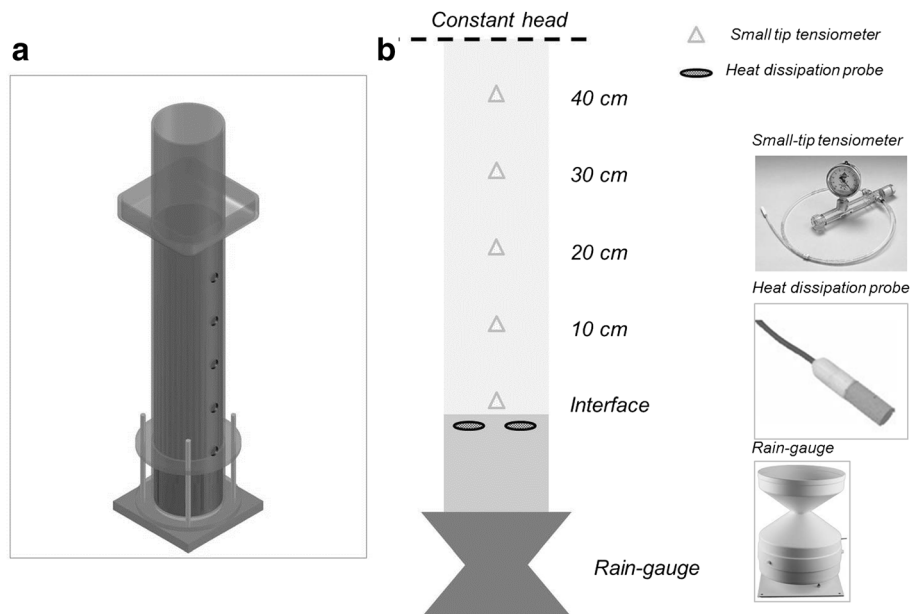 a
b
Constant head
Small tip tensiometer
Heat dissipation probe
40 cm
30 cm
20 cm
10 cm
Interface
Rain-gauge
Small-tip tensiometer
Heat dissipation probe
Rain-gauge